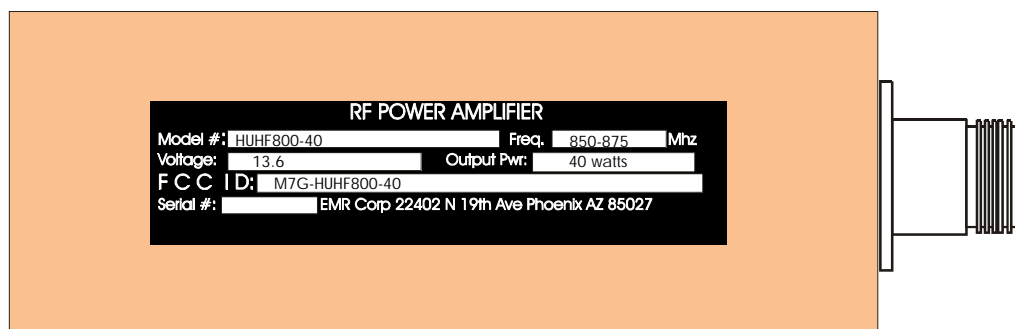 RF POWER AMPLIFIER
Model #: HUHF800-40 Freq. 850-875 Mhz
Voltage: 13.6 Output Pwr: 40 watts
FCC ID: M7G-HUHF800-40
Serial #: EMR Corp 22402 N 19th Ave Phoenix AZ 85027